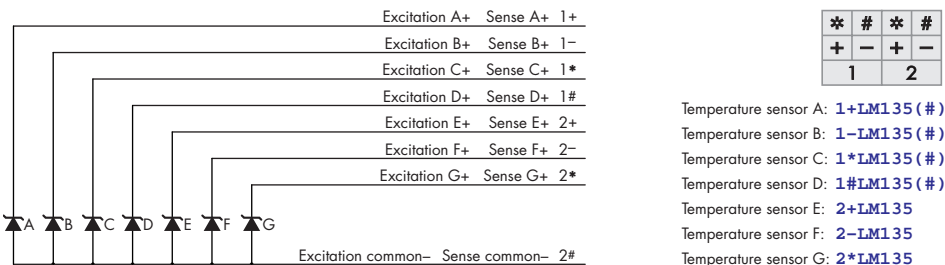 Excitation A+ Sense A+ 1+
Excitation B+ Sense B+ 1–
Excitation C+ Sense C+ 1*
Excitation D+ Sense D+ 1#
Excitation E+ Sense E+ 2+
Excitation F+ Sense F+ 2–
Excitation G+ Sense G+ 2*
A B C D E F G
Excitation common– Sense common– 2#
* # * #
+ – + –
1 2
Temperature sensor A: 1+LM135(#)
Temperature sensor B: 1–LM135(#)
Temperature sensor C: 1*LM135(#)
Temperature sensor D: 1#LM135(#)
Temperature sensor E: 2+LM135
Temperature sensor F: 2–LM135
Temperature sensor G: 2*LM135